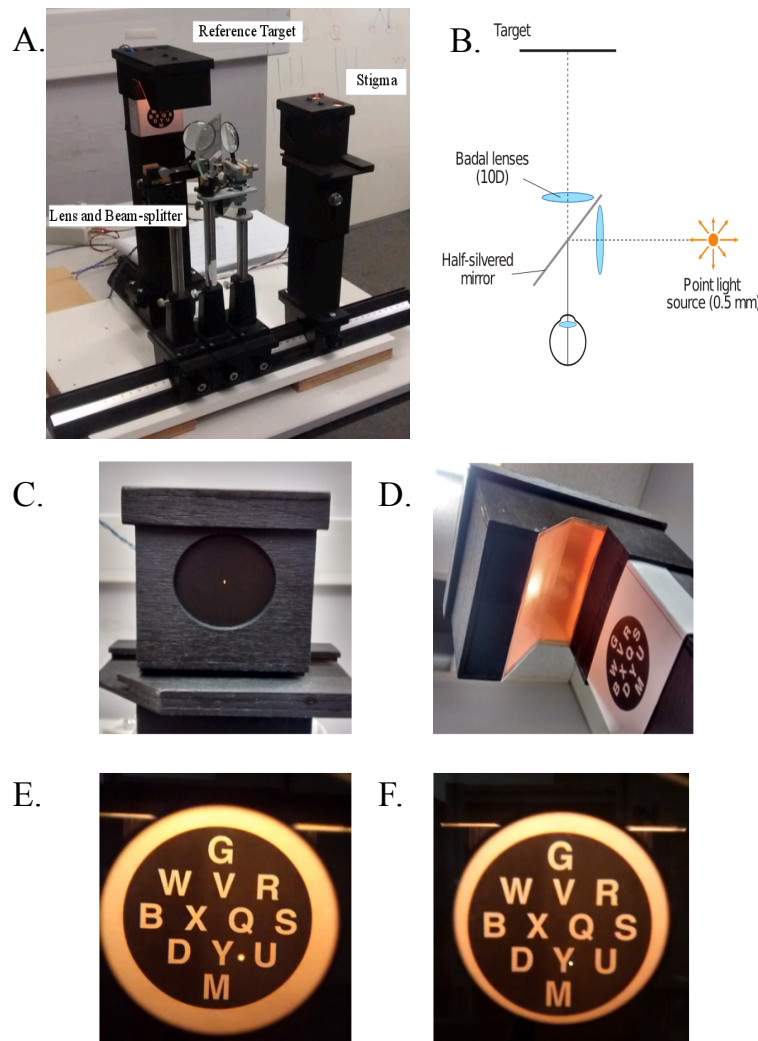 A.
Reference Target
Stigma
Lens and Beam-splitter
B.
Target
Badal lenses
(10D)
Half-silvered
mirror
Point light
source (0.5 mm)
C.
D.
G
W V R
B X Q S
D Y U
M
E.
G
W V R
B X Q S
D Y U
M
F.
G
W V R
B X Q S
D Y U
M